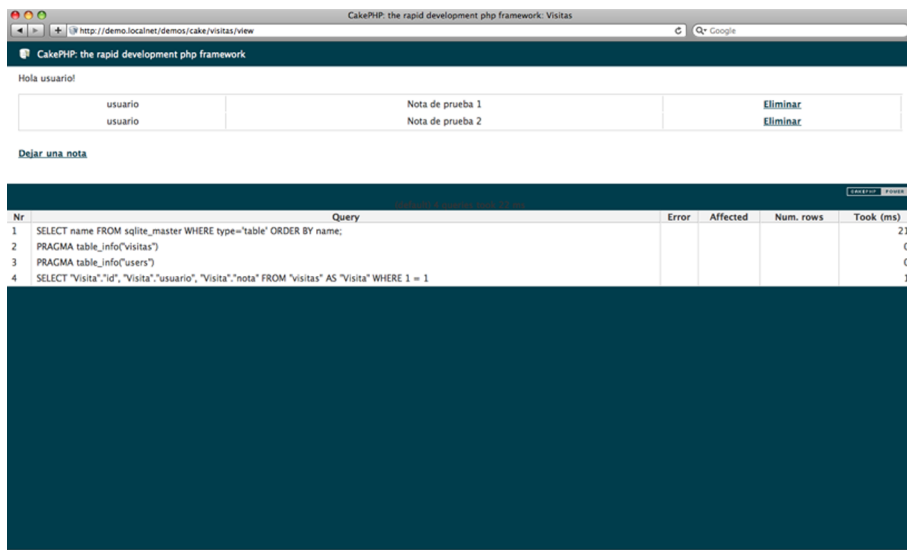 CakePHP: the rapid development php framework: Visitas
http://demo.localnet/demos/cake/visitas/view
Google
CakePHP: the rapid development php framework
Hola usuario!
usuario Nota de prueba 1 Eliminar
usuario Nota de prueba 2 Eliminar
Dejar una nota
CAKEPHP POWER
Nr Query Error Affected Num. rows Took (ms)
1 SELECT name FROM sqlite_master WHERE type='table' ORDER BY name; 21
2 PRAGMA table_info("visitas")
3 PRAGMA table_info("users")
4 SELECT "Visita"."id", "Visita"."usuario", "Visita"."nota" FROM "visitas" AS "Visita" WHERE 1 = 1